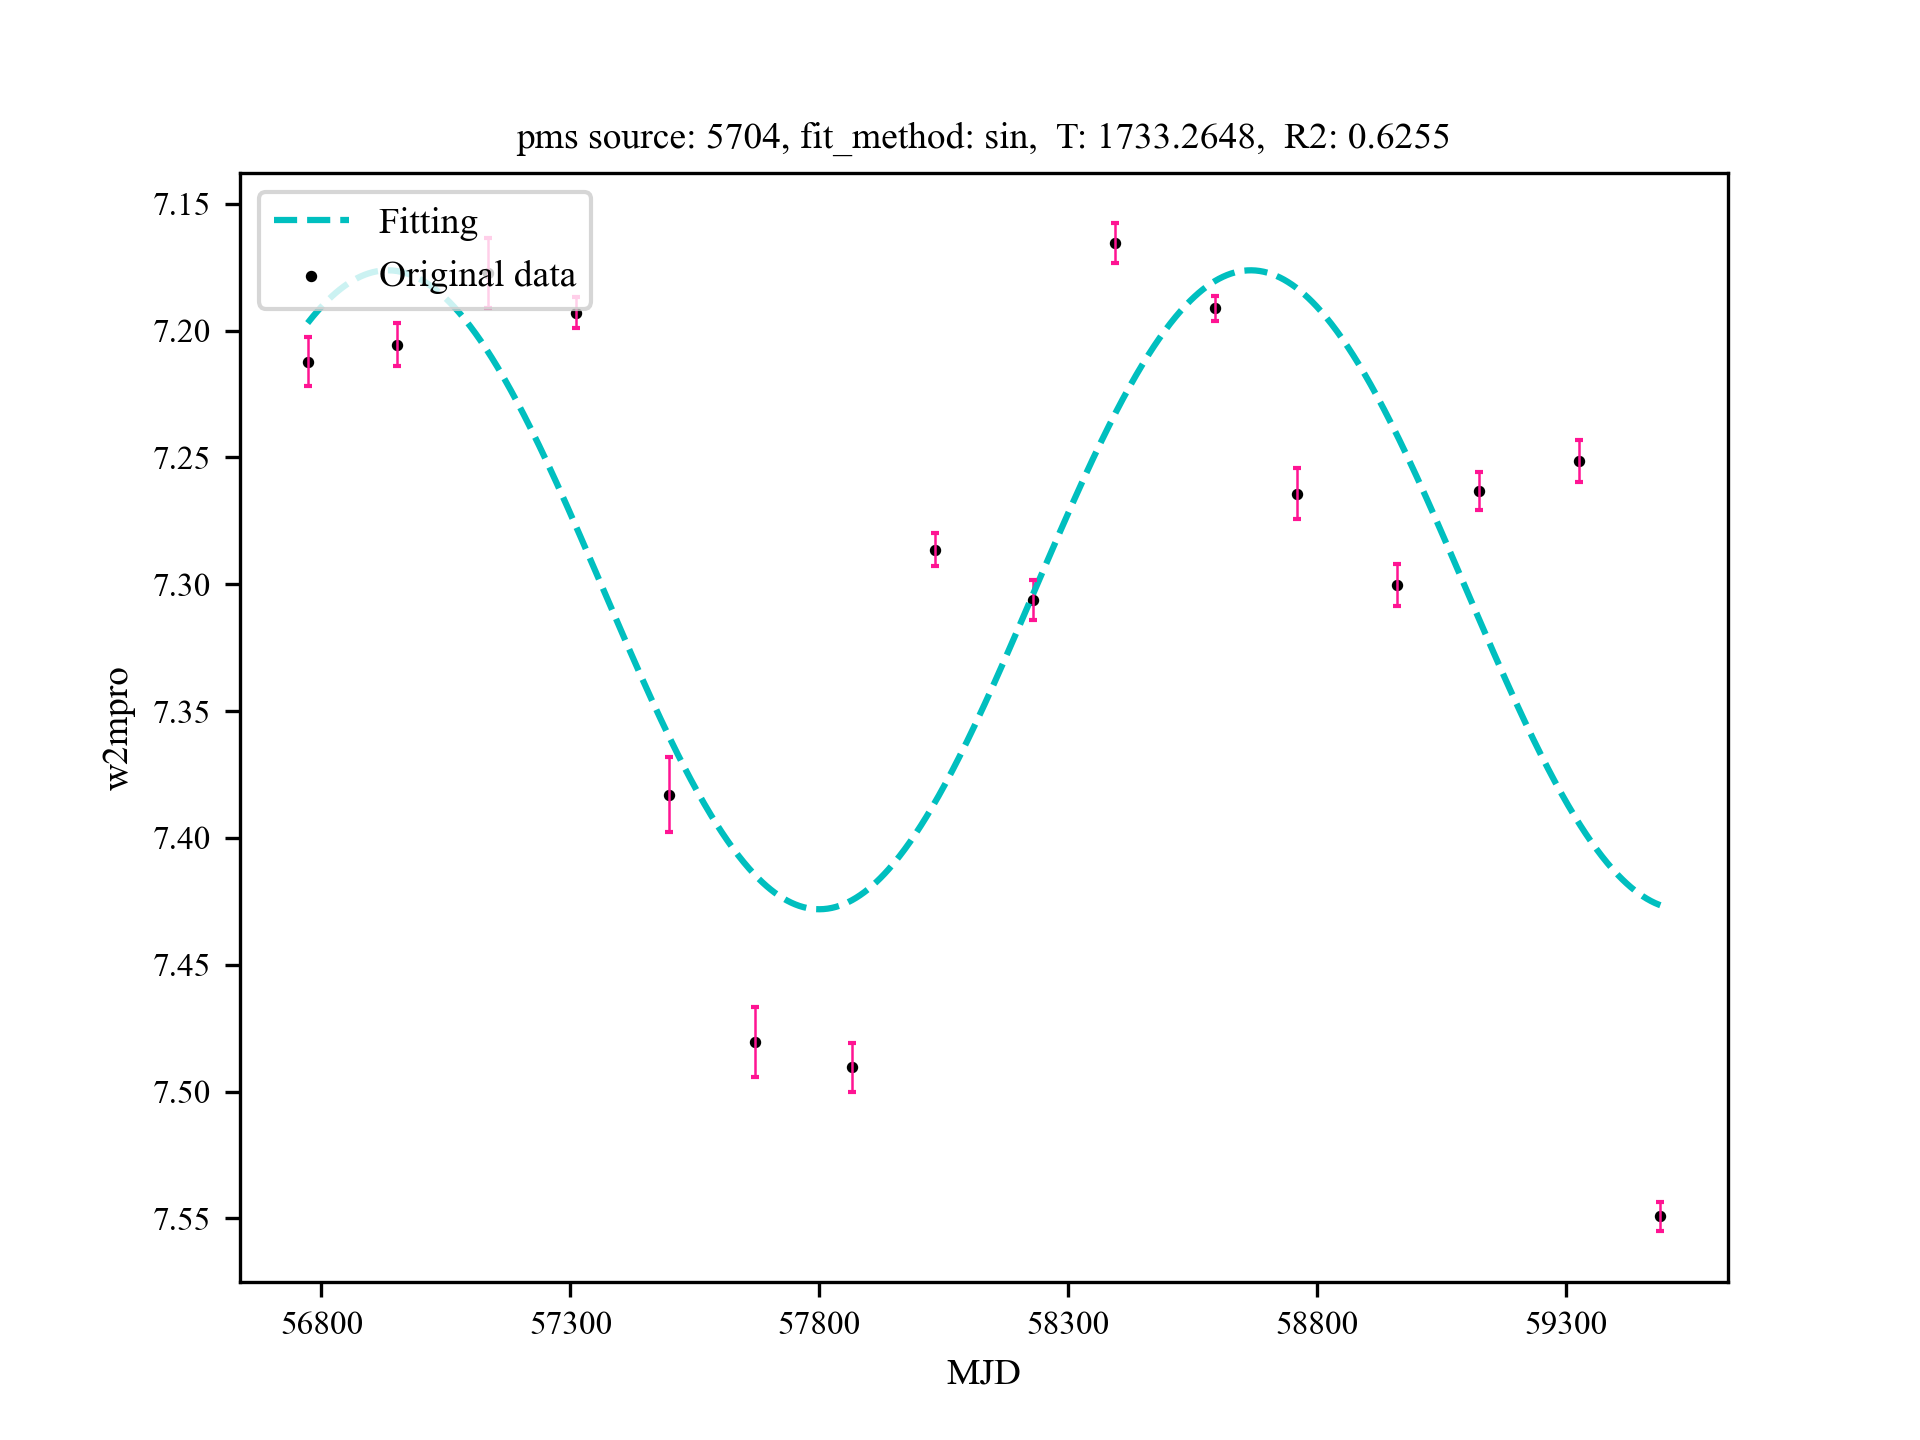 pms source: 5704, fit_method: sin,  T: 1733.2648,  R2: 0.6255
7.15
Fitting
Original data
7.20
7.25
7.30
7.35
w2mpro
7.40
7.45
7.50
7.55
56800 57300 57800 58300 58800 59300
MJD